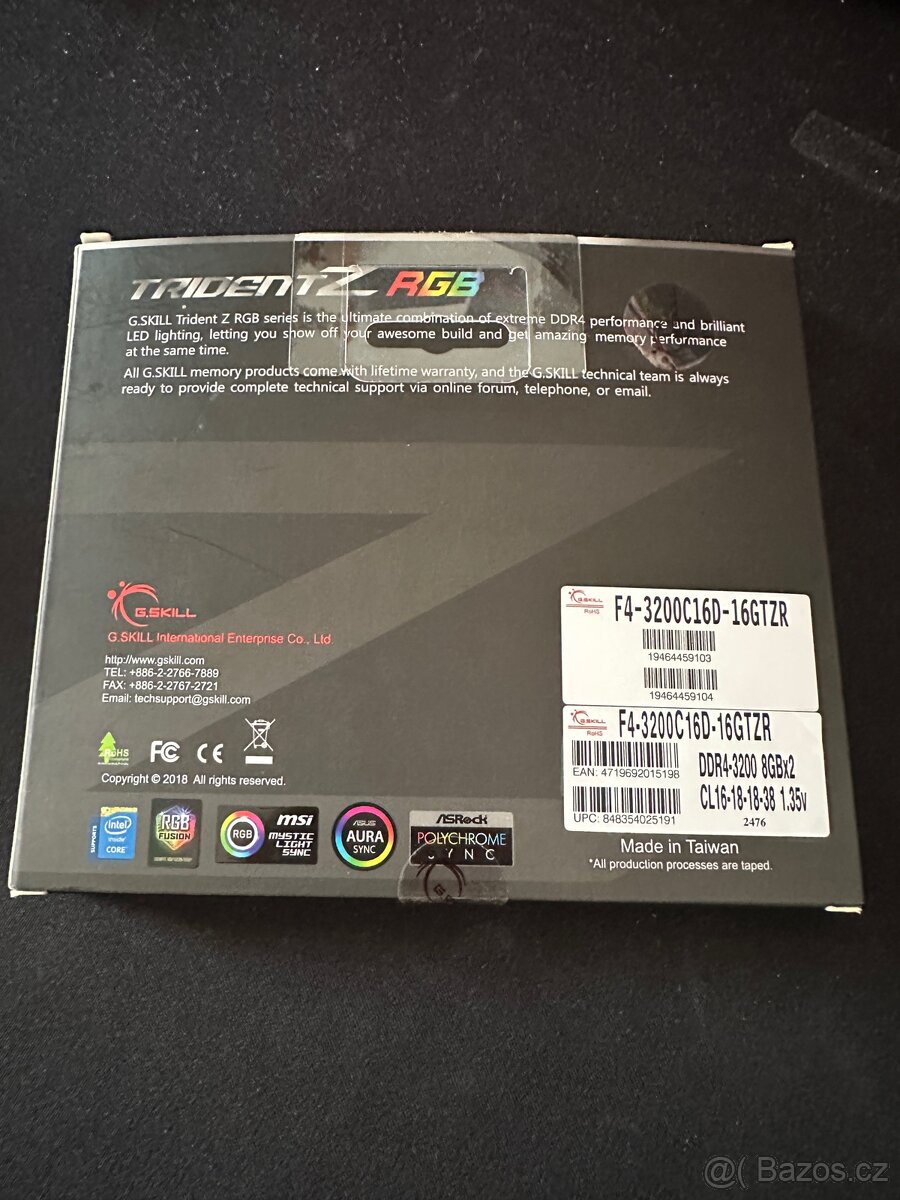 TRIDENTZ RGB
G.SKILL Trident Z RGB series is the ultimate combination of extreme DDR4 performance and brilliant
LED lighting, letting you show off your awesome build and get amazing memory performance
at the same time.
All G.SKILL memory products come with lifetime warranty, and the G.SKILL technical team is always
ready to provide complete technical support via online forum, telephone, or email.
G.SKILL
G.SKILL International Enterprise Co., Ltd.
http://www.gskill.com
TEL: +886-2-2766-7889
FAX: +886-2-2767-2721
Email: techsupport@gskill.com
RoHS FC CE
Copyright © 2018 All rights reserved.
SUPPORTS intel inside CORE
RGB FUSION
RGB msi MYSTIC LIGHT SYNC
ASUS AURA SYNC
ASRock POLYCHROME SYNC
G.SKILL RoHS
F4-3200C16D-16GTZR
19464459103
19464459104
G.SKILL RoHS
F4-3200C16D-16GTZR
EAN: 4719692015198
DDR4-3200 8GBx2
CL16-18-18-38 1.35v
UPC: 848354025191
2476
Made in Taiwan
*All production processes are taped.
@( Bazos.cz